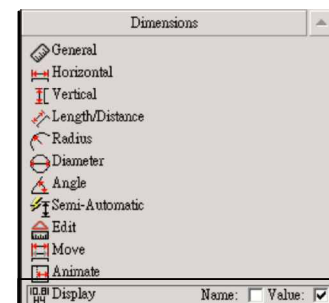 Dimensions
General
Horizontal
Vertical
Length/Distance
Radius
Diameter
Angle
Semi-Automatic
Edit
Move
Animate
Display Name: Value: